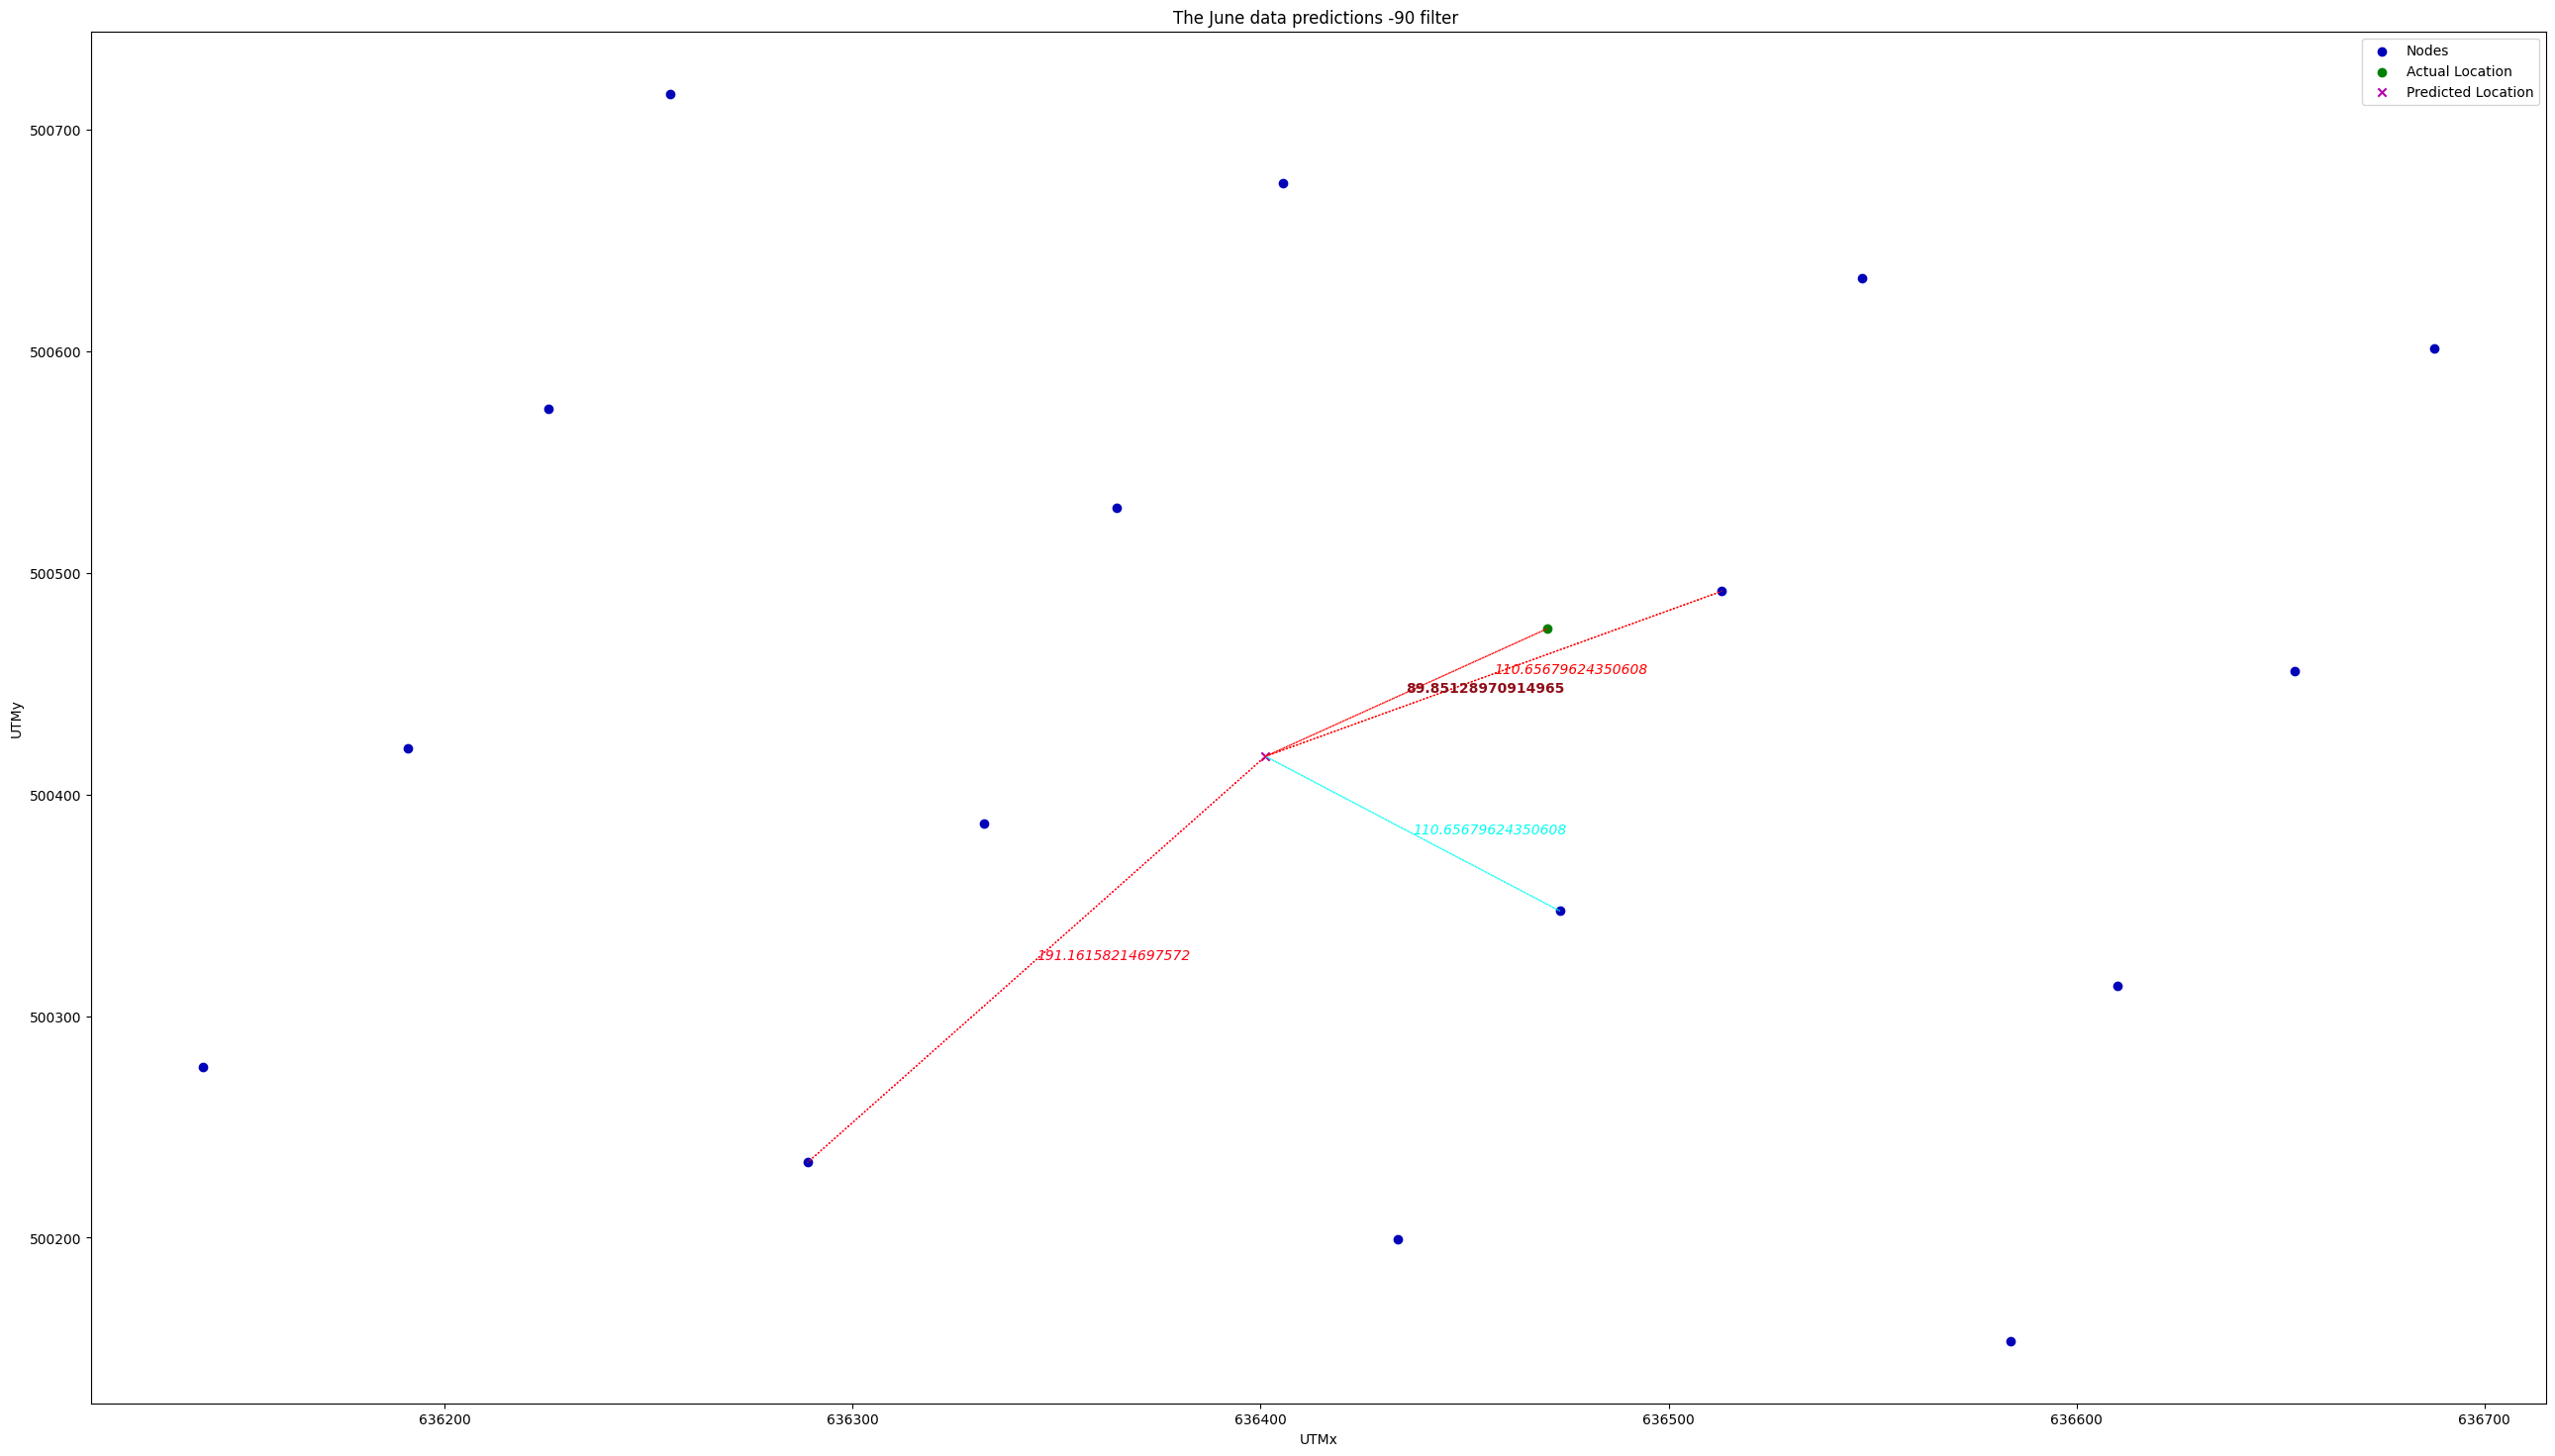 The June data predictions -90 filter
Nodes
Actual Location
Predicted Location
500700
500600
500500
500400
500300
500200
UTMy
110.65679624350608
89.85128970914965
110.65679624350608
191.16158214697572
636200
636300
636400
636500
636600
636700
UTMx